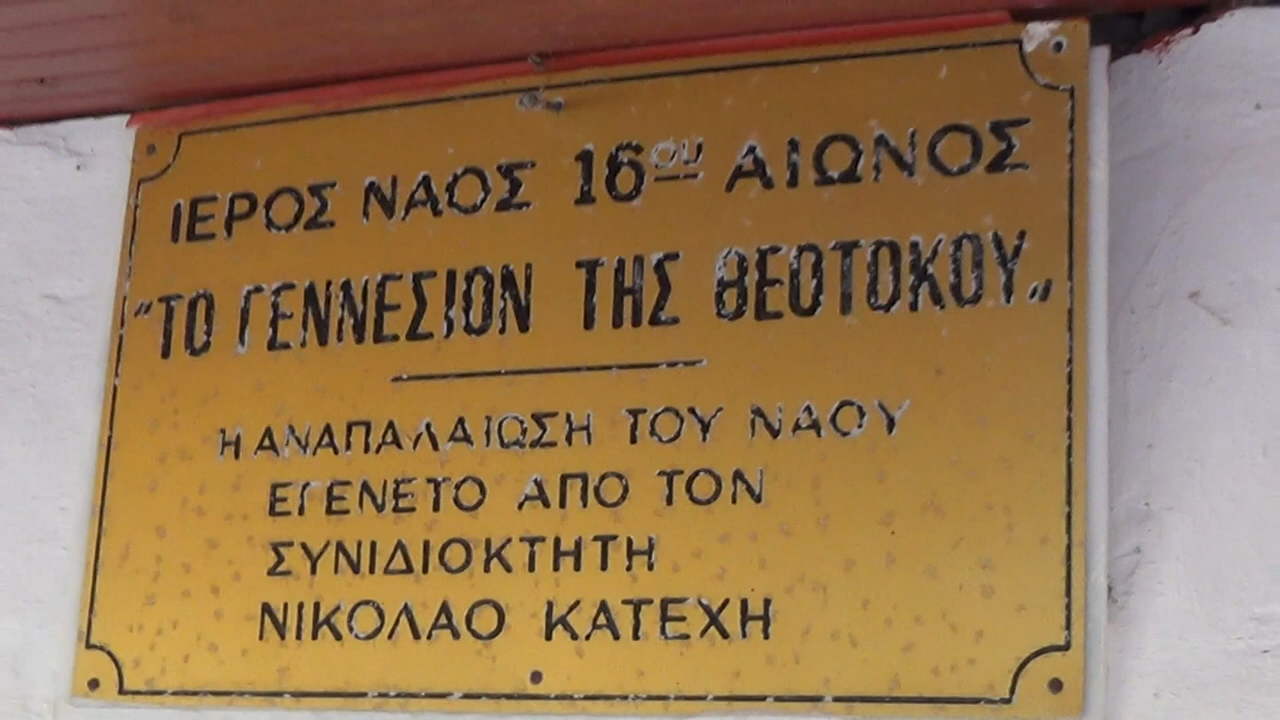 ΙΕΡΟΣ ΝΑΟΣ 16ου ΑΙΩΝΟΣ
"ΤΟ ΓΕΝΝΕΣΙΟΝ ΤΗΣ ΘΕΟΤΟΚΟΥ„
Η ΑΝΑΠΑΛΑΙΩΣΗ ΤΟΥ ΝΑΟΥ
ΕΓΕΝΕΤΟ ΑΠΟ ΤΟΝ
ΣΥΝΙΔΙΟΚΤΗΤΗ
ΝΙΚΟΛΑΟ ΚΑΤΕΧΗ